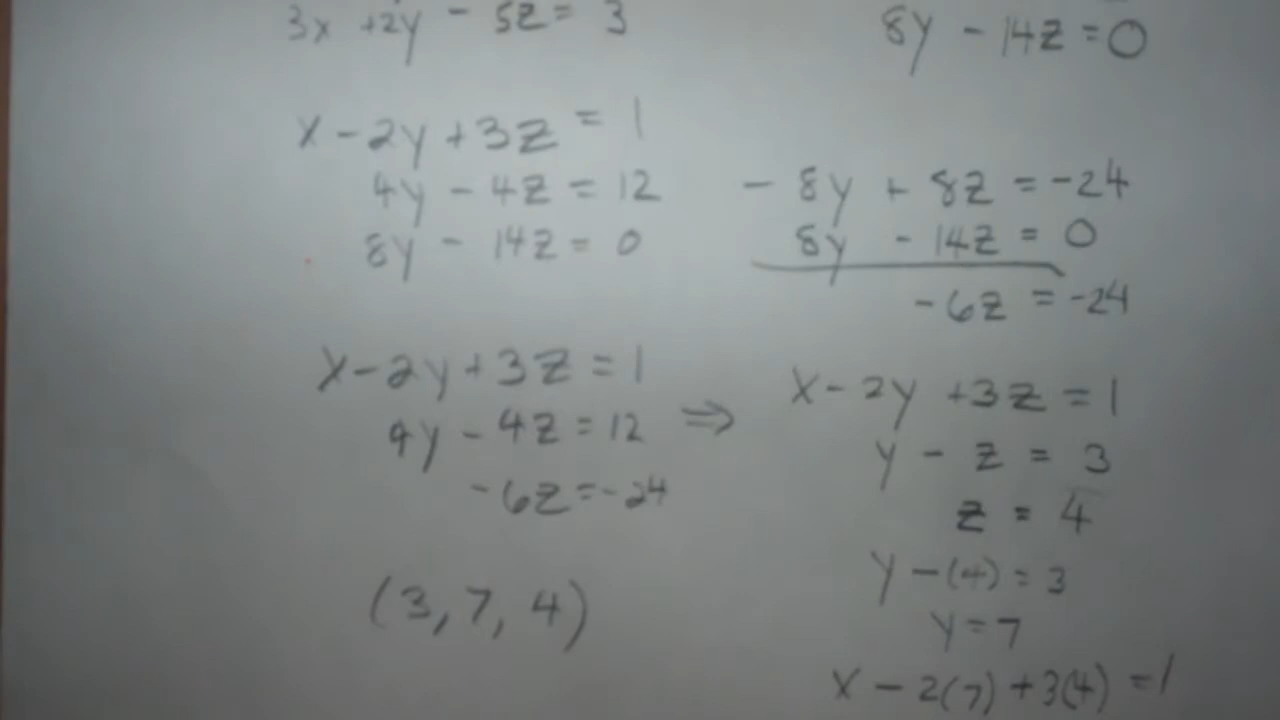 3x + 2y - 5z = 3
8y - 14z = 0
x - 2y + 3z = 1
4y - 4z = 12
8y - 14z = 0
- 8y + 8z = -24
8y - 14z = 0
-6z = -24
x - 2y + 3z = 1
4y - 4z = 12 ⇒
-6z = -24
x - 2y + 3z = 1
y - z = 3
z = 4
y - (4) = 3
y = 7
x - 2(7) + 3(4) = 1
(3, 7, 4)